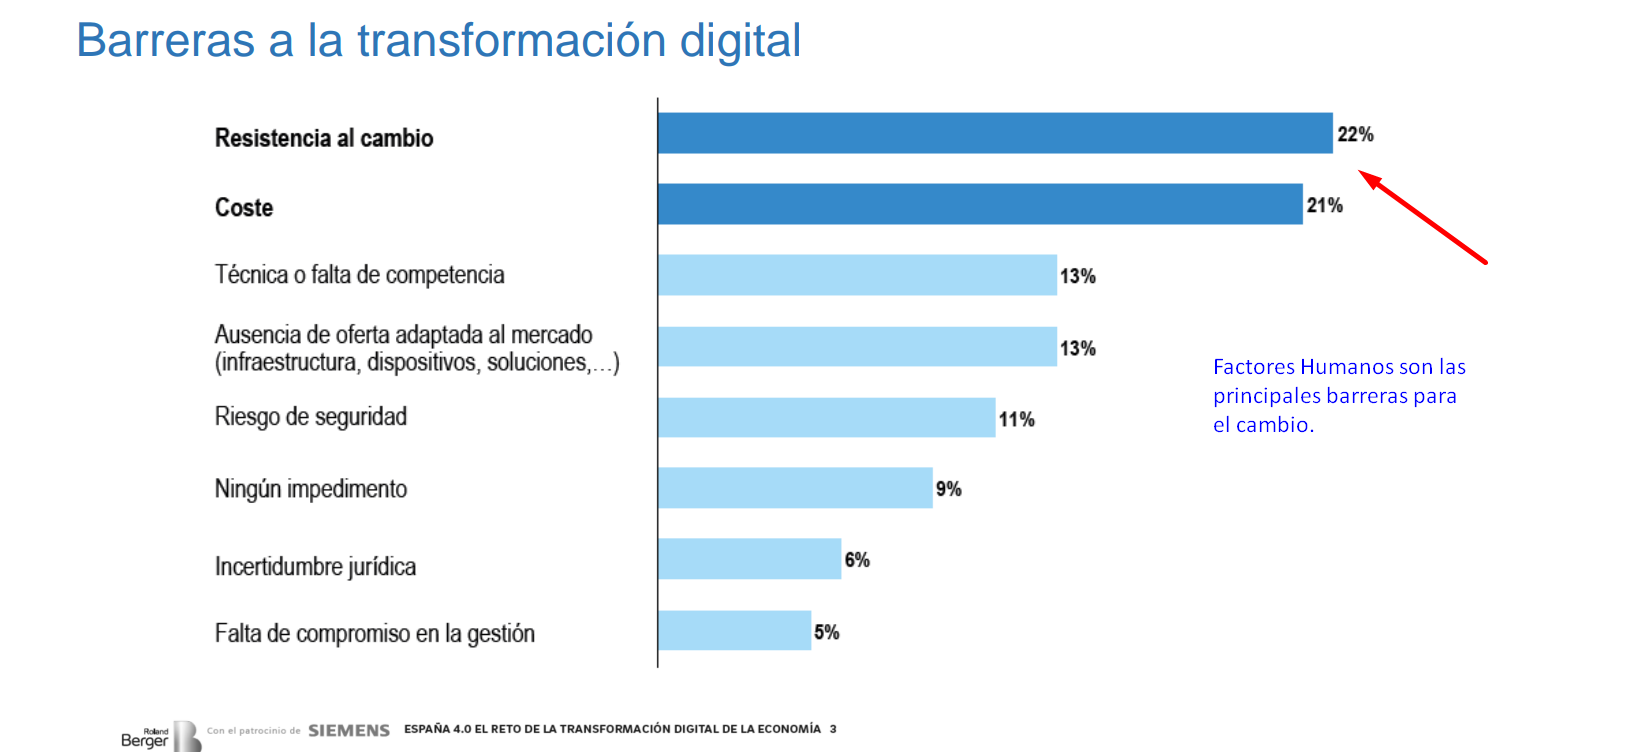 Barreras a la transformación digital
Resistencia al cambio
22%
Coste
21%
Técnica o falta de competencia
13%
Ausencia de oferta adaptada al mercado
(infraestructura, dispositivos, soluciones,...)
13%
Factores Humanos son las
principales barreras para
el cambio.
Riesgo de seguridad
11%
Ningún impedimento
9%
Incertidumbre jurídica
6%
Falta de compromiso en la gestión
5%
Roland
Berger
B
Con el patrocinio de SIEMENS
ESPAÑA 4.0 EL RETO DE LA TRANSFORMACIÓN DIGITAL DE LA ECONOMÍA 3